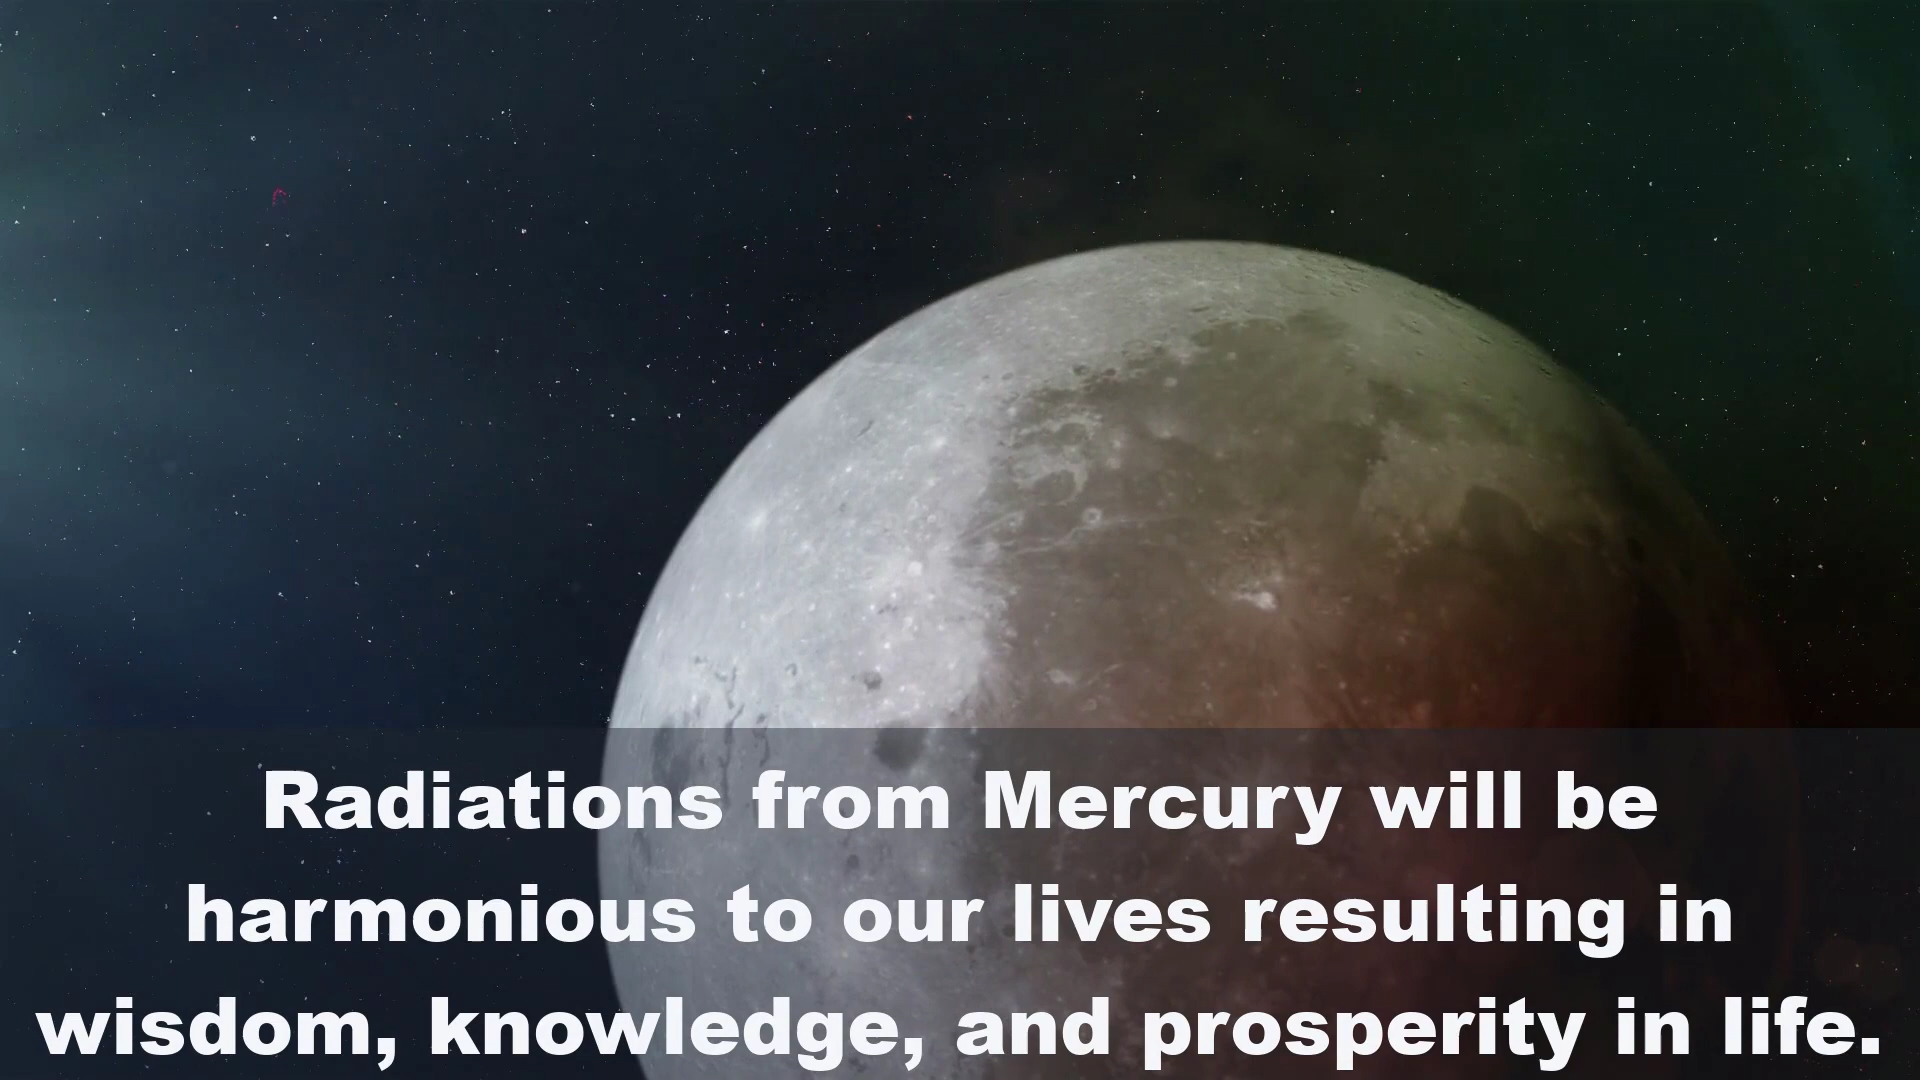 Radiations from Mercury will be
harmonious to our lives resulting in
wisdom, knowledge, and prosperity in life.